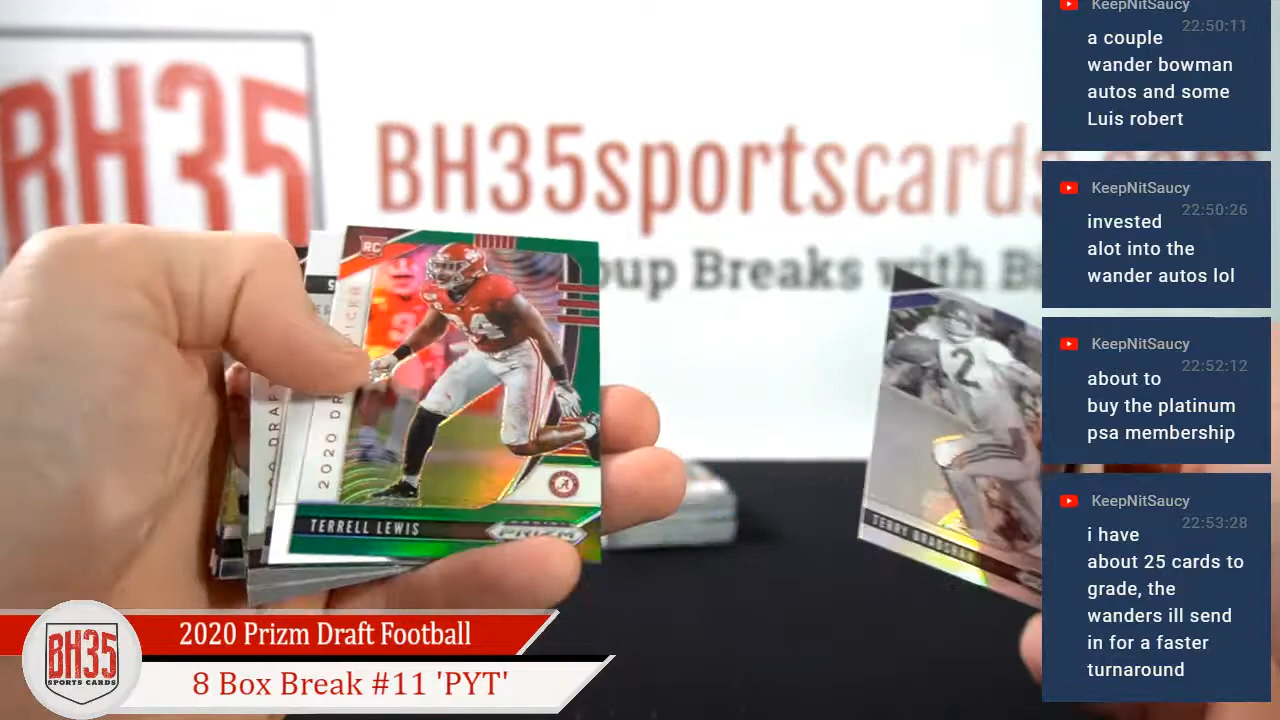 KeepNitSaucy
22:50:11
a couple
wander bowman
autos and some
Luis robert
KeepNitSaucy
22:50:26
invested
alot into the
wander autos lol
KeepNitSaucy
22:52:12
about to
buy the platinum
psa membership
KeepNitSaucy
22:53:28
i have
about 25 cards to
grade, the
wanders ill send
in for a faster
turnaround
BH35
BH35sportscards.com
oup Breaks with B
RC
24
2020 DR
TERRELL LEWIS
PRIZM
2
TERRY BRADSHAW
BH35
SPORTS CARDS
2020 Prizm Draft Football
8 Box Break #11 'PYT'